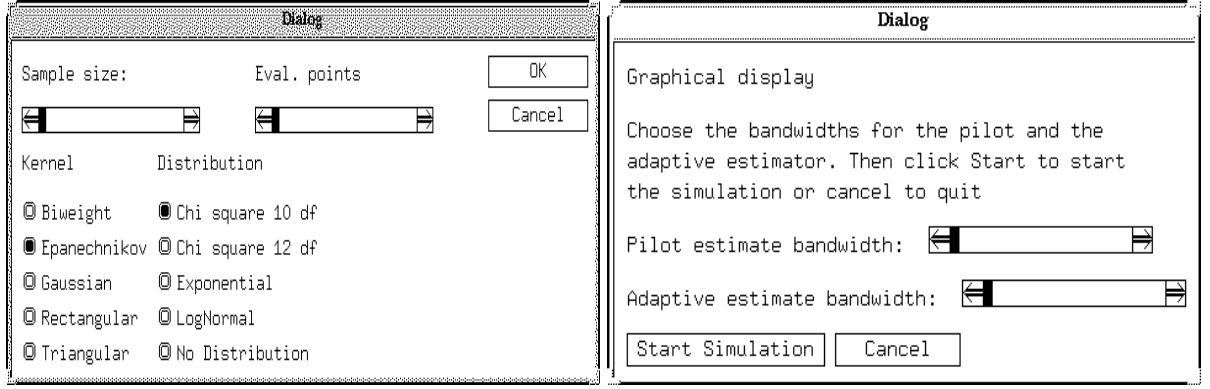 Dialog
Sample size: Eval. points OK
Cancel
Kernel Distribution
Biweight Chi square 10 df
Epanechnikov Chi square 12 df
Gaussian Exponential
Rectangular LogNormal
Triangular No Distribution
Dialog
Graphical display
Choose the bandwidths for the pilot and the
adaptive estimator. Then click Start to start
the simulation or cancel to quit
Pilot estimate bandwidth:
Adaptive estimate bandwidth:
Start Simulation Cancel